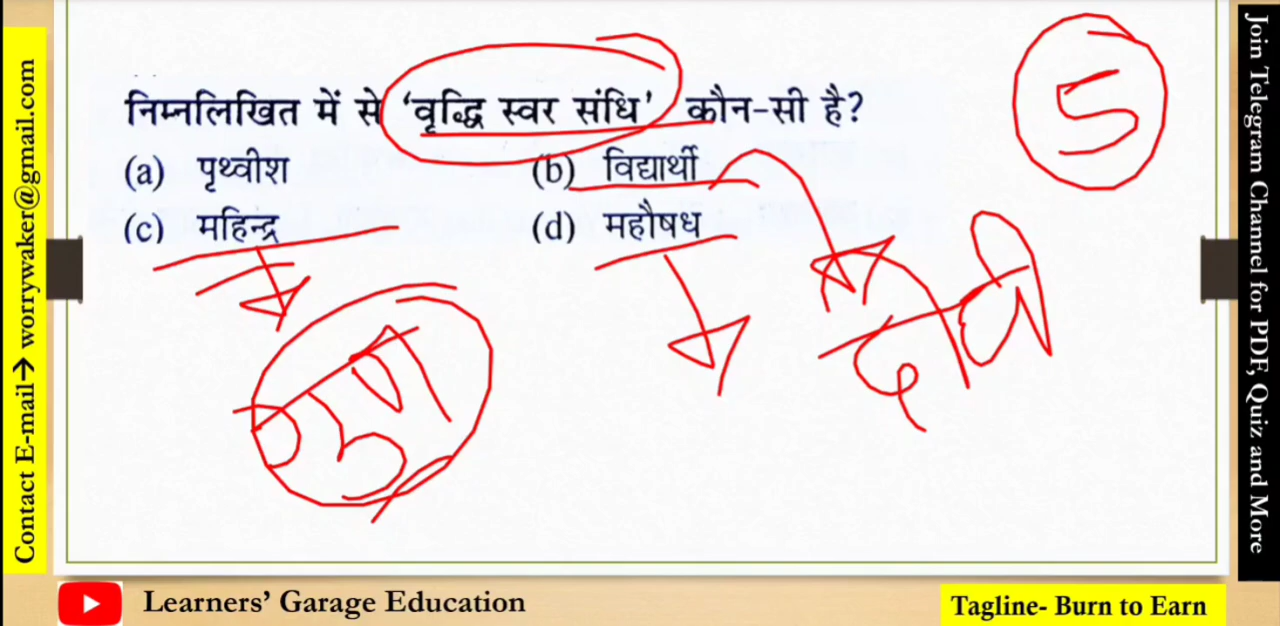 निम्नलिखित में से 'वृद्धि स्वर संधि' कौन-सी है?
(a) पृथ्वीश (b) विद्यार्थी
(c) महिन्द्र (d) महौषध
5
गुण
दीर्घ
Contact E-mail→ worrywaker@gmail.com
Join Telegram Channel for PDF, Quiz and More
Learners' Garage Education
Tagline- Burn to Earn